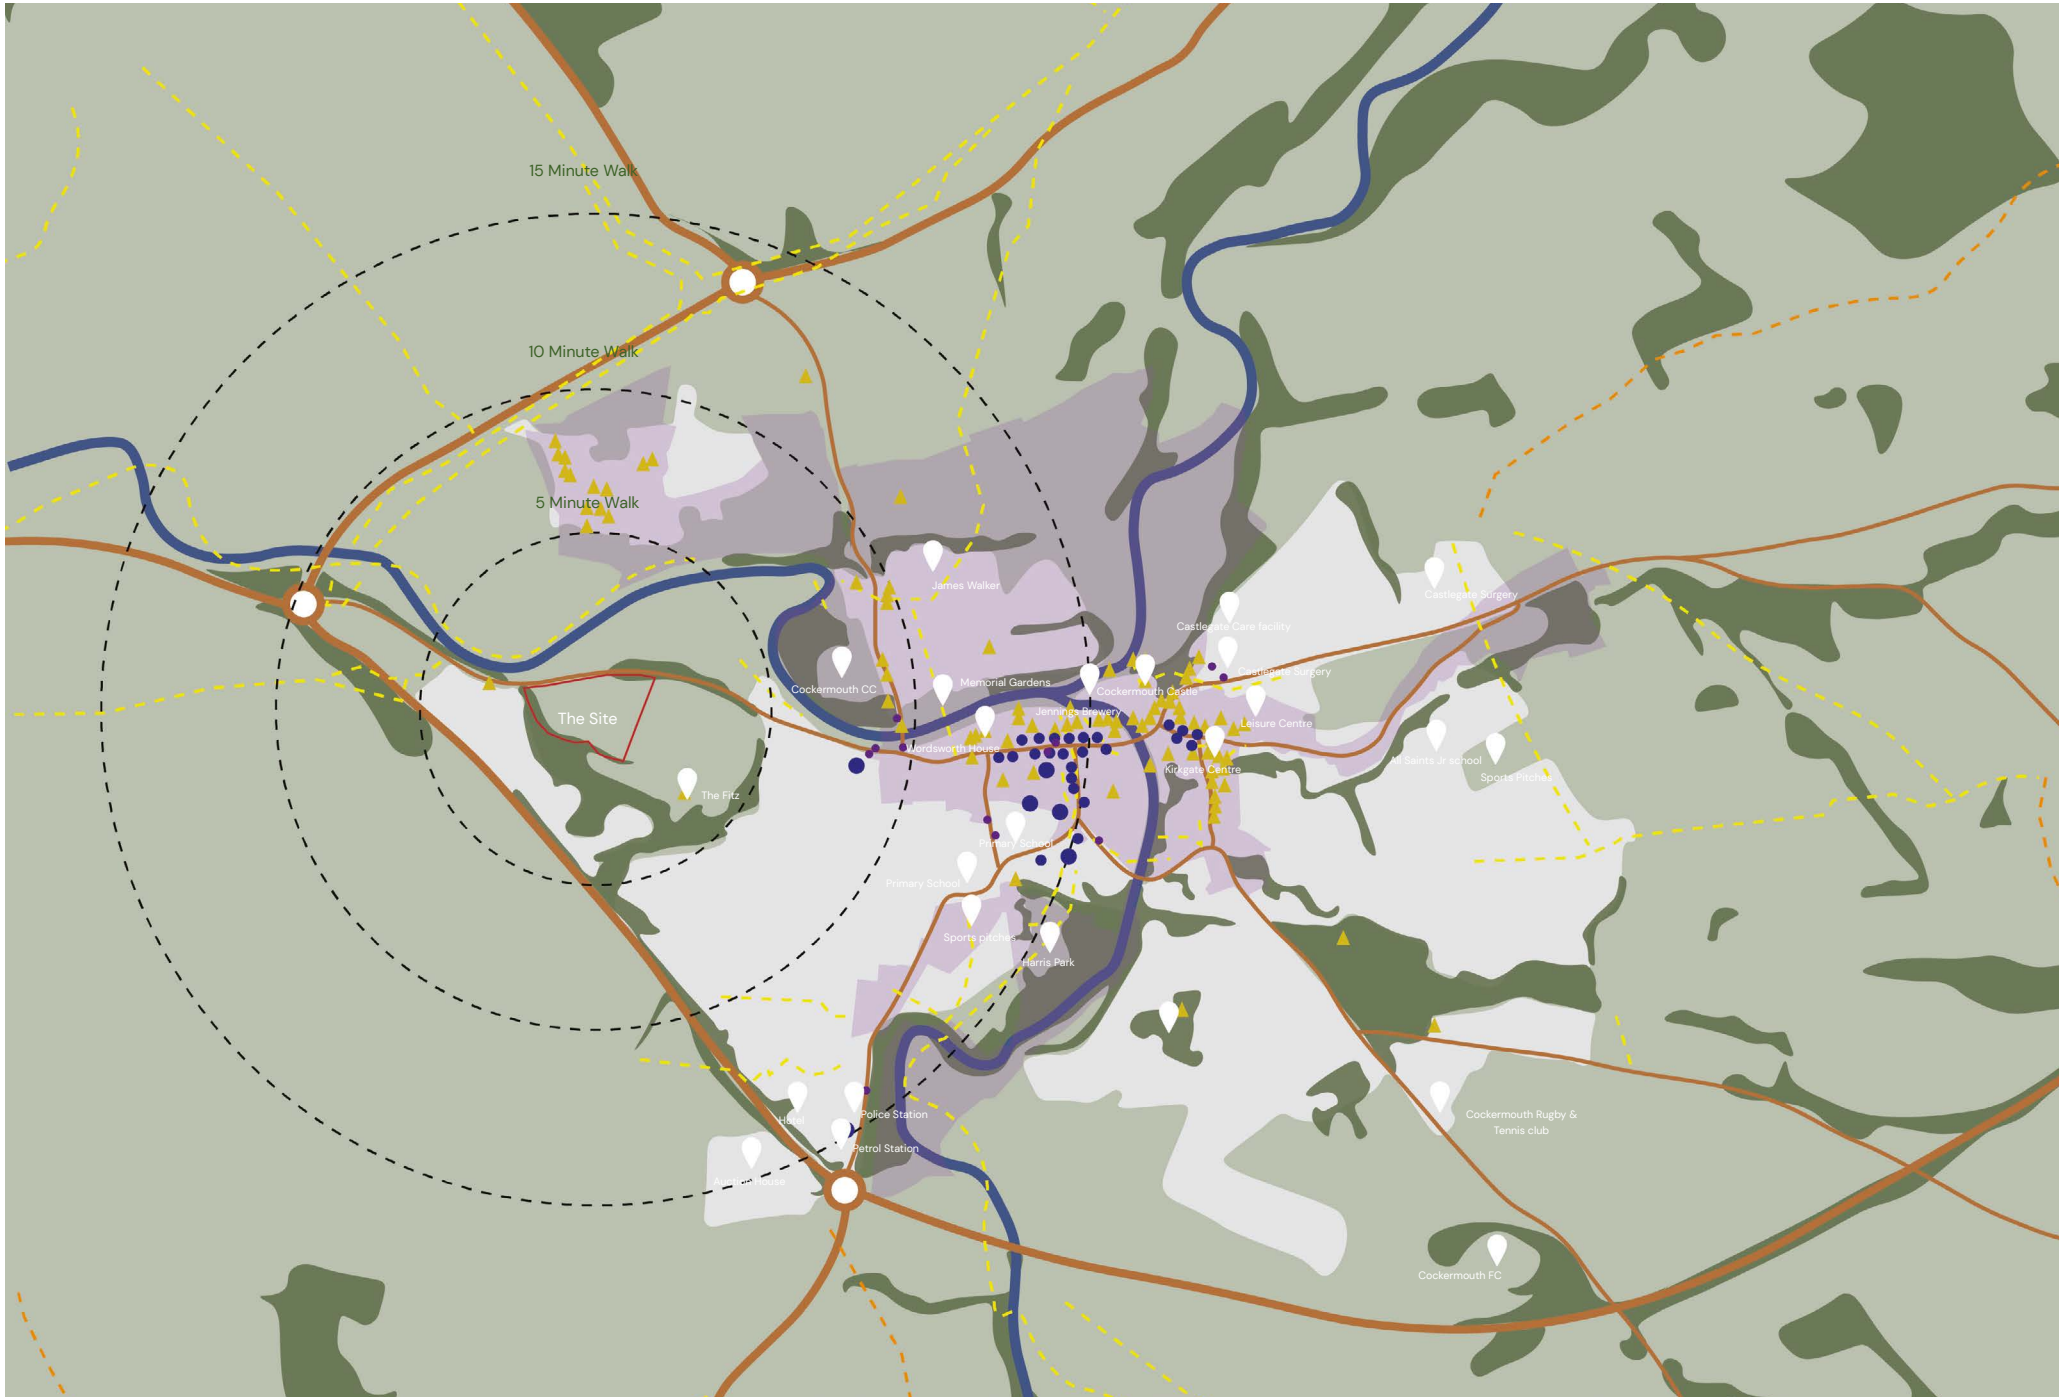 15 Minute Walk
10 Minute Walk
5 Minute Walk
James Walker
Castlegate Surgery
Castlegate Care facility
Castlegate Surgery
Cockermouth CC
Memorial Gardens
Cockermouth Castle
Jennings Brewery
Leisure Centre
The Site
Wordsworth House
Kirkgate Centre
All Saints Jr school
Sports Pitches
The Fitz
Primary School
Primary School
Sports pitches
Harris Park
Hotel
Police Station
Petrol Station
Auction House
Cockermouth Rugby &
Tennis club
Cockermouth FC